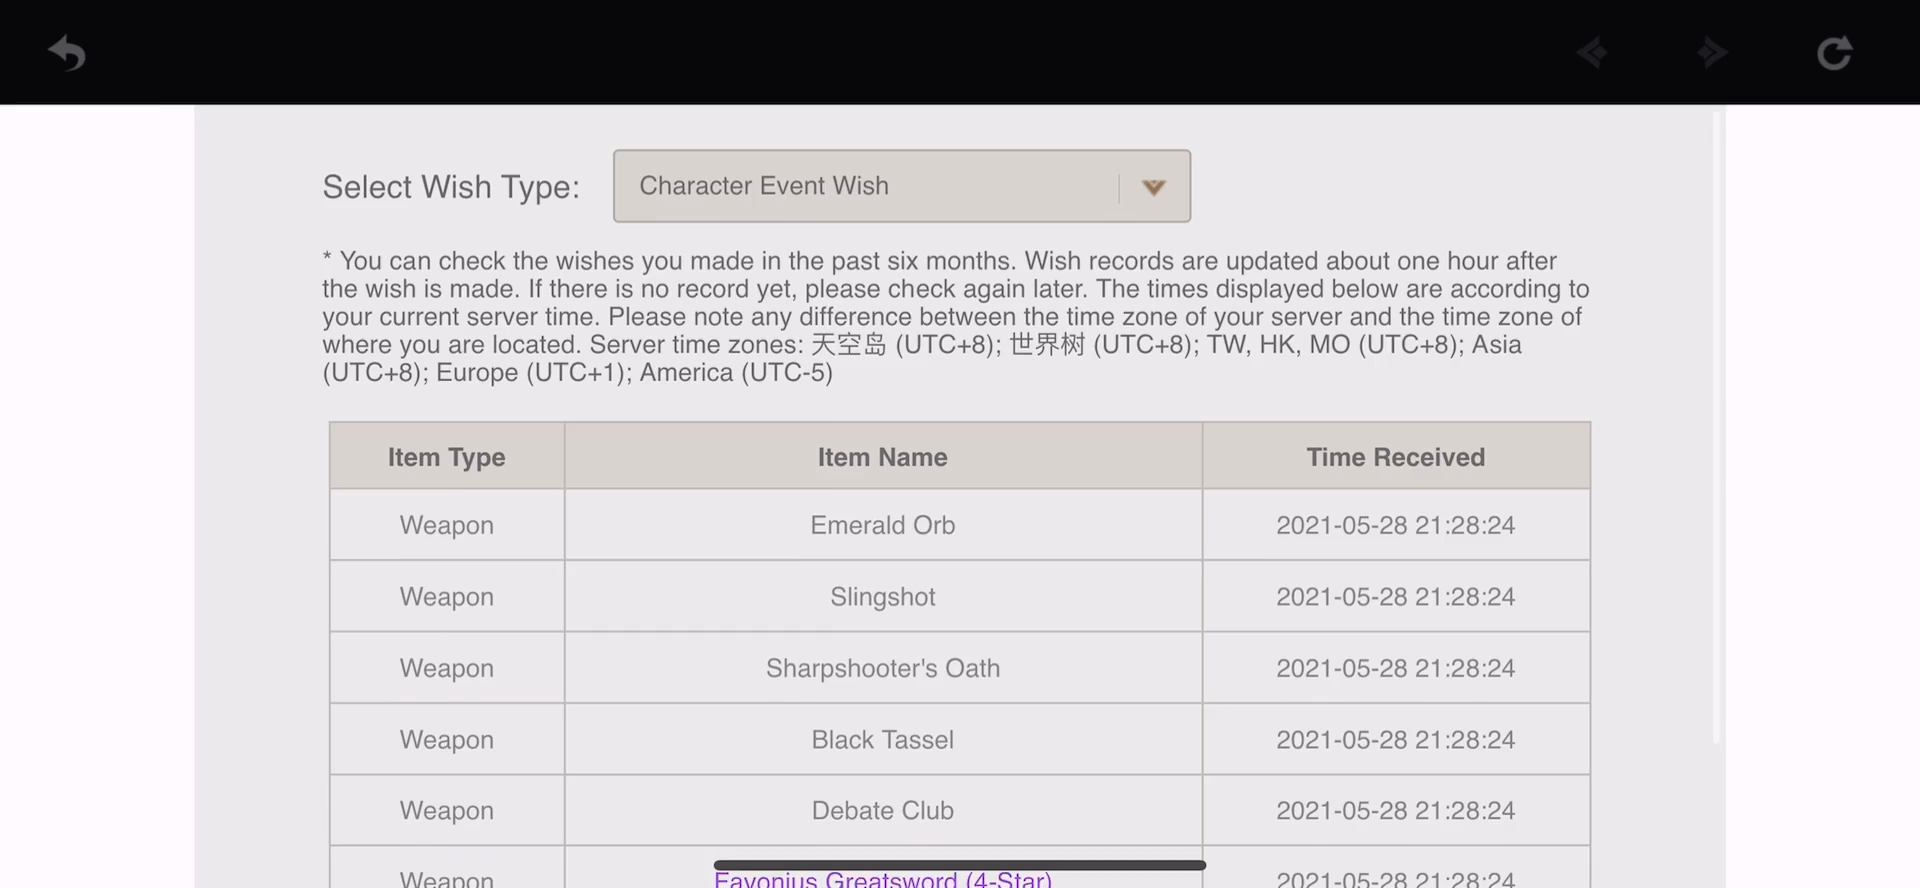 Select Wish Type: Character Event Wish
* You can check the wishes you made in the past six months. Wish records are updated about one hour after
the wish is made. If there is no record yet, please check again later. The times displayed below are according to
your current server time. Please note any difference between the time zone of your server and the time zone of
where you are located. Server time zones: 天空岛 (UTC+8); 世界树 (UTC+8); TW, HK, MO (UTC+8); Asia
(UTC+8); Europe (UTC+1); America (UTC-5)
Item Type Item Name Time Received
Weapon Emerald Orb 2021-05-28 21:28:24
Weapon Slingshot 2021-05-28 21:28:24
Weapon Sharpshooter's Oath 2021-05-28 21:28:24
Weapon Black Tassel 2021-05-28 21:28:24
Weapon Debate Club 2021-05-28 21:28:24
Weapon Favonius Greatsword (4-Star) 2021-05-28 21:28:24